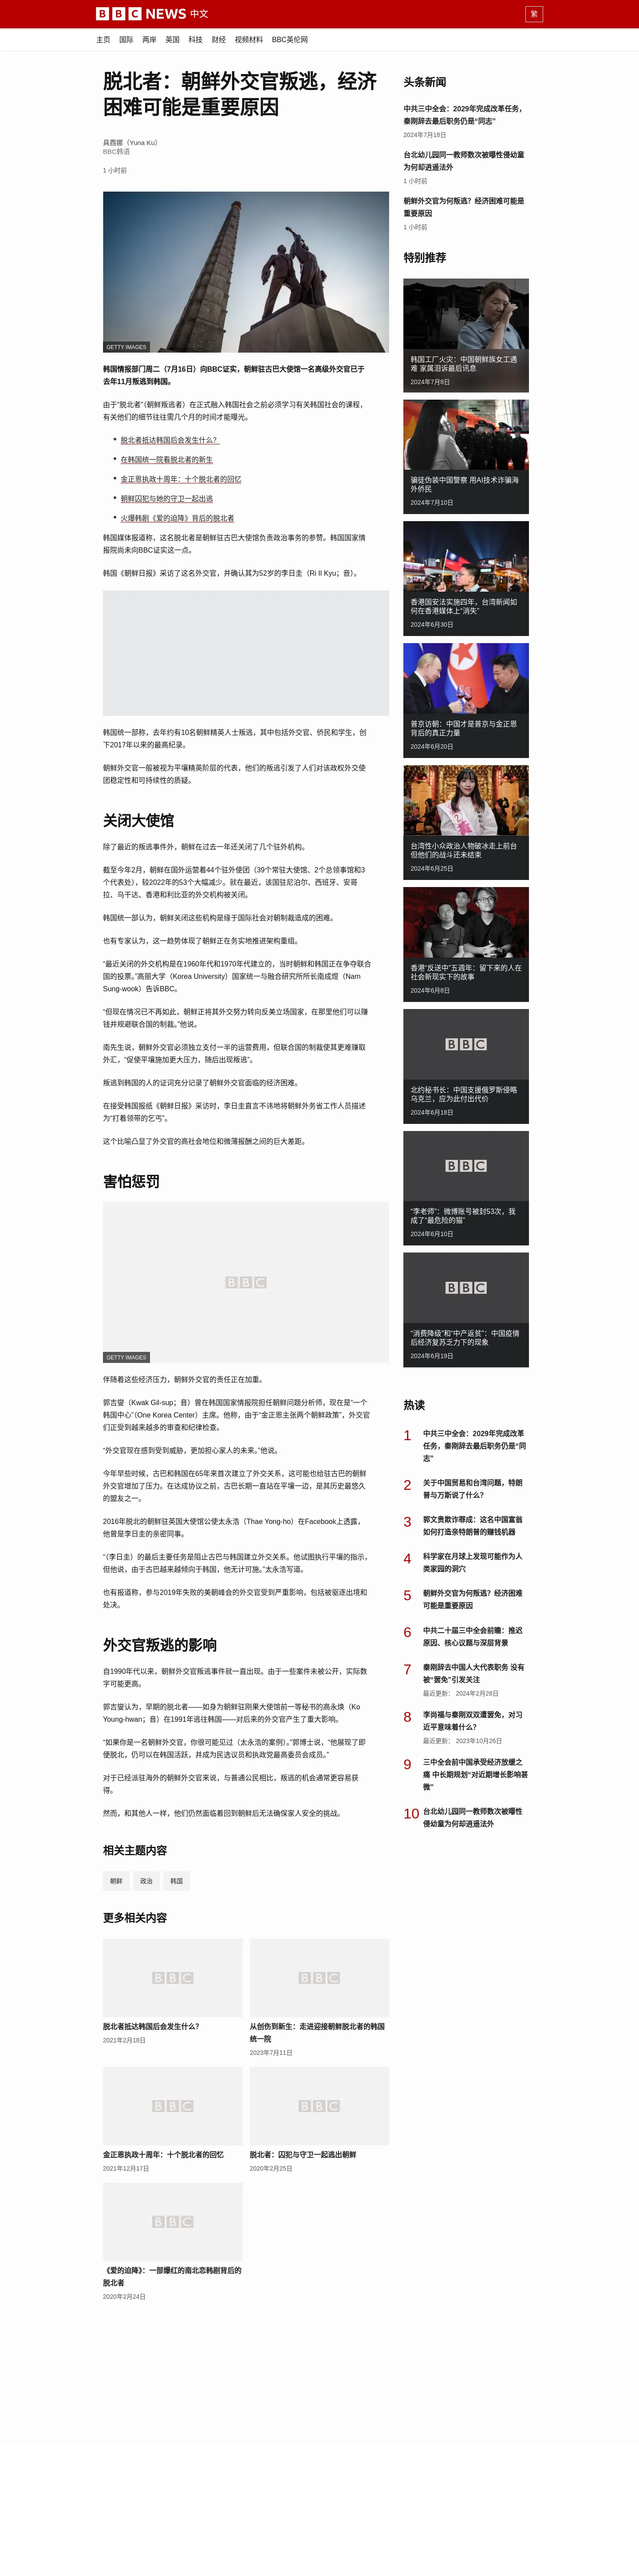 BBC NEWS 中文
繁
主页 国际 两岸 英国 科技 财经 视频材料 BBC英伦网
脱北者：朝鲜外交官叛逃，经济
困难可能是重要原因
具酉娜（Yuna Ku）
BBC韩语
1 小时前
GETTY IMAGES
韩国情报部门周二（7月16日）向BBC证实，朝鲜驻古巴大使馆一名高级外交官已于
去年11月叛逃到韩国。
由于“脱北者”（朝鲜叛逃者）在正式融入韩国社会之前必须学习有关韩国社会的课程，
有关他们的细节往往需几个月的时间才能曝光。
脱北者抵达韩国后会发生什么？
在韩国统一院看脱北者的新生
金正恩执政十周年：十个脱北者的回忆
朝鲜囚犯与她的守卫一起出逃
火爆韩剧《爱的迫降》背后的脱北者
韩国媒体报道称，这名脱北者是朝鲜驻古巴大使馆负责政治事务的参赞。韩国国家情
报院尚未向BBC证实这一点。
韩国《朝鲜日报》采访了这名外交官，并确认其为52岁的李日圭（Ri Il Kyu；音）。
韩国统一部称，去年约有10名朝鲜精英人士叛逃，其中包括外交官、侨民和学生，创
下2017年以来的最高纪录。
朝鲜外交官一般被视为平壤精英阶层的代表，他们的叛逃引发了人们对该政权外交使
团稳定性和可持续性的质疑。
关闭大使馆
除了最近的叛逃事件外，朝鲜在过去一年还关闭了几个驻外机构。
截至今年2月，朝鲜在国外运营着44个驻外使团（39个常驻大使馆、2个总领事馆和3
个代表处），较2022年的53个大幅减少。就在最近，该国驻尼泊尔、西班牙、安哥
拉、乌干达、香港和利比亚的外交机构被关闭。
韩国统一部认为，朝鲜关闭这些机构是缘于国际社会对朝制裁造成的困难。
也有专家认为，这一趋势体现了朝鲜正在务实地推进架构重组。
“最近关闭的外交机构是在1960年代和1970年代建立的，当时朝鲜和韩国正在争夺联合
国的投票。”高丽大学（Korea University）国家统一与融合研究所所长南成煜（Nam
Sung-wook）告诉BBC。
“但现在情况已不再如此，朝鲜正将其外交努力转向反美立场国家，在那里他们可以赚
钱并规避联合国的制裁。”他说。
南先生说，朝鲜外交官必须独立支付一半的运营费用，但联合国的制裁使其更难赚取
外汇，“促使平壤施加更大压力，随后出现叛逃”。
叛逃到韩国的人的证词充分记录了朝鲜外交官面临的经济困难。
在接受韩国报纸《朝鲜日报》采访时，李日圭直言不讳地将朝鲜外务省工作人员描述
为“打着领带的乞丐”。
这个比喻凸显了外交官的高社会地位和微薄报酬之间的巨大差距。
害怕惩罚
BBC
GETTY IMAGES
伴随着这些经济压力，朝鲜外交官的责任正在加重。
郭吉燮（Kwak Gil-sup；音）曾在韩国国家情报院担任朝鲜问题分析师，现在是“一个
韩国中心”（One Korea Center）主席。他称，由于“金正恩主张两个朝鲜政策”，外交官
们正受到越来越多的审查和纪律检查。
“外交官现在感到受到威胁，更加担心家人的未来。”他说。
今年早些时候，古巴和韩国在65年来首次建立了外交关系，这可能也给驻古巴的朝鲜
外交官增加了压力。在达成协议之前，古巴长期一直站在平壤一边，是其历史最悠久
的盟友之一。
2016年脱北的朝鲜驻英国大使馆公使太永浩（Thae Yong-ho）在Facebook上透露，
他曾是李日圭的亲密同事。
“（李日圭）的最后主要任务是阻止古巴与韩国建立外交关系。他试图执行平壤的指示，
但他说，由于古巴越来越倾向于韩国，他无计可施。”太永浩写道。
也有报道称，参与2019年失败的美朝峰会的外交官受到严重影响，包括被驱逐出境和
处决。
外交官叛逃的影响
自1990年代以来，朝鲜外交官叛逃事件就一直出现。由于一些案件未被公开，实际数
字可能更高。
郭吉燮认为，早期的脱北者——如身为朝鲜驻刚果大使馆前一等秘书的高永焕（Ko
Young-hwan；音）在1991年逃往韩国——对后来的外交官产生了重大影响。
“如果你是一名朝鲜外交官，你很可能见过（太永浩的案例）。”郭博士说，“他展现了即
便脱北，仍可以在韩国活跃，并成为民选议员和执政党最高委员会成员。”
对于已经派驻海外的朝鲜外交官来说，与普通公民相比，叛逃的机会通常更容易获
得。
然而，和其他人一样，他们仍然面临着回到朝鲜后无法确保家人安全的挑战。
相关主题内容
朝鲜 政治 韩国
更多相关内容
BBC
脱北者抵达韩国后会发生什么？
2021年2月18日
BBC
从创伤到新生：走进迎接朝鲜脱北者的韩国
统一院
2023年7月11日
BBC
金正恩执政十周年：十个脱北者的回忆
2021年12月17日
BBC
脱北者：囚犯与守卫一起逃出朝鲜
2020年2月25日
BBC
《爱的迫降》：一部爆红的南北恋韩剧背后的
脱北者
2020年2月24日
头条新闻
中共三中全会：2029年完成改革任务，
秦刚辞去最后职务仍是“同志”
2024年7月18日
台北幼儿园同一教师数次被曝性侵幼童
为何却逍遥法外
1 小时前
朝鲜外交官为何叛逃？经济困难可能是
重要原因
1 小时前
特别推荐
韩国工厂火灾：中国朝鲜族女工遇
难 家属泪诉最后讯息
2024年7月8日
骗徒伪装中国警察 用AI技术诈骗海
外侨民
2024年7月10日
香港国安法实施四年，台湾新闻如
何在香港媒体上“消失”
2024年6月30日
普京访朝：中国才是普京与金正恩
背后的真正力量
2024年6月20日
台湾性小众政治人物破冰走上前台
但他们的战斗还未结束
2024年6月25日
香港“反送中”五週年：留下来的人在
社会新现实下的故事
2024年6月8日
BBC
北约秘书长：中国支援俄罗斯侵略
乌克兰，应为此付出代价
2024年6月18日
BBC
“李老师”：微博账号被封53次，我
成了“最危险的猫”
2024年6月10日
BBC
“消费降级”和“中产返贫”：中国疫情
后经济复苏乏力下的现象
2024年6月19日
热读
1 中共三中全会：2029年完成改革
任务，秦刚辞去最后职务仍是“同
志”
2 关于中国贸易和台湾问题，特朗
普与万斯说了什么？
3 郭文贵欺诈罪成：这名中国富翁
如何打造亲特朗普的赚钱机器
4 科学家在月球上发现可能作为人
类家园的洞穴
5 朝鲜外交官为何叛逃？经济困难
可能是重要原因
6 中共二十届三中全会前瞻：推迟
原因、核心议题与深层背景
7 秦刚辞去中国人大代表职务 没有
被“罢免”引发关注
最近更新： 2024年2月28日
8 李尚福与秦刚双双遭罢免，对习
近平意味着什么？
最近更新： 2023年10月26日
9 三中全会前中国承受经济放缓之
痛 中长期规划“对近期增长影响甚
微”
10 台北幼儿园同一教师数次被曝性
侵幼童为何却逍遥法外